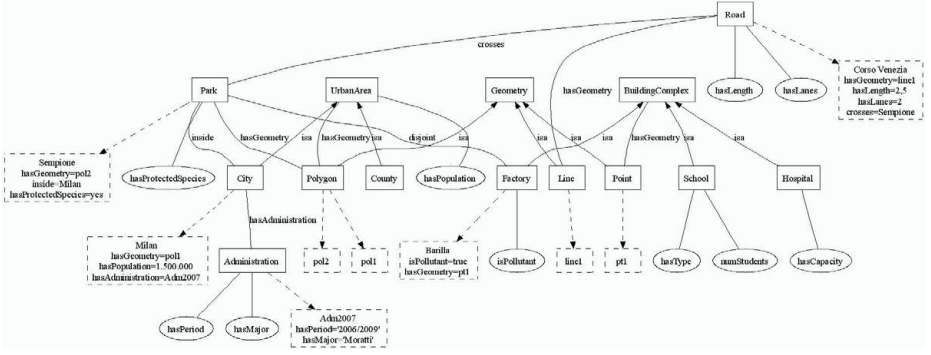 Road
crosses
Corso Venezia
hasGeometry=line1
hasLength=2,5
hasLanes=2
crosses=Sempione
Park
UrbanArea
Geometry
hasGeometry
BuildingComplex
hasLength
hasLanes
inside
hasGeometry
hasGeometry
isa
isa
disjoint
isa
isa
isa
isa
hasGeometry
isa
isa
Sempione
hasGeometry=pol2
inside=Milan
hasProtectedSpecies=yes
hasProtectedSpecies
City
Polygon
County
hasPopulation
Factory
Line
Point
School
Hospital
hasAdministration
Milan
hasGeometry=pol1
hasPopulation=1.500.000
hasAdministration=Adm2007
Administration
pol2
pol1
Barilla
isPollutant=true
hasGeometry=pt1
isPollutant
line1
pt1
hasType
numStudents
hasCapacity
hasPeriod
hasMajor
Adm2007
hasPeriod='2006/2009'
hasMajor='Moratti'